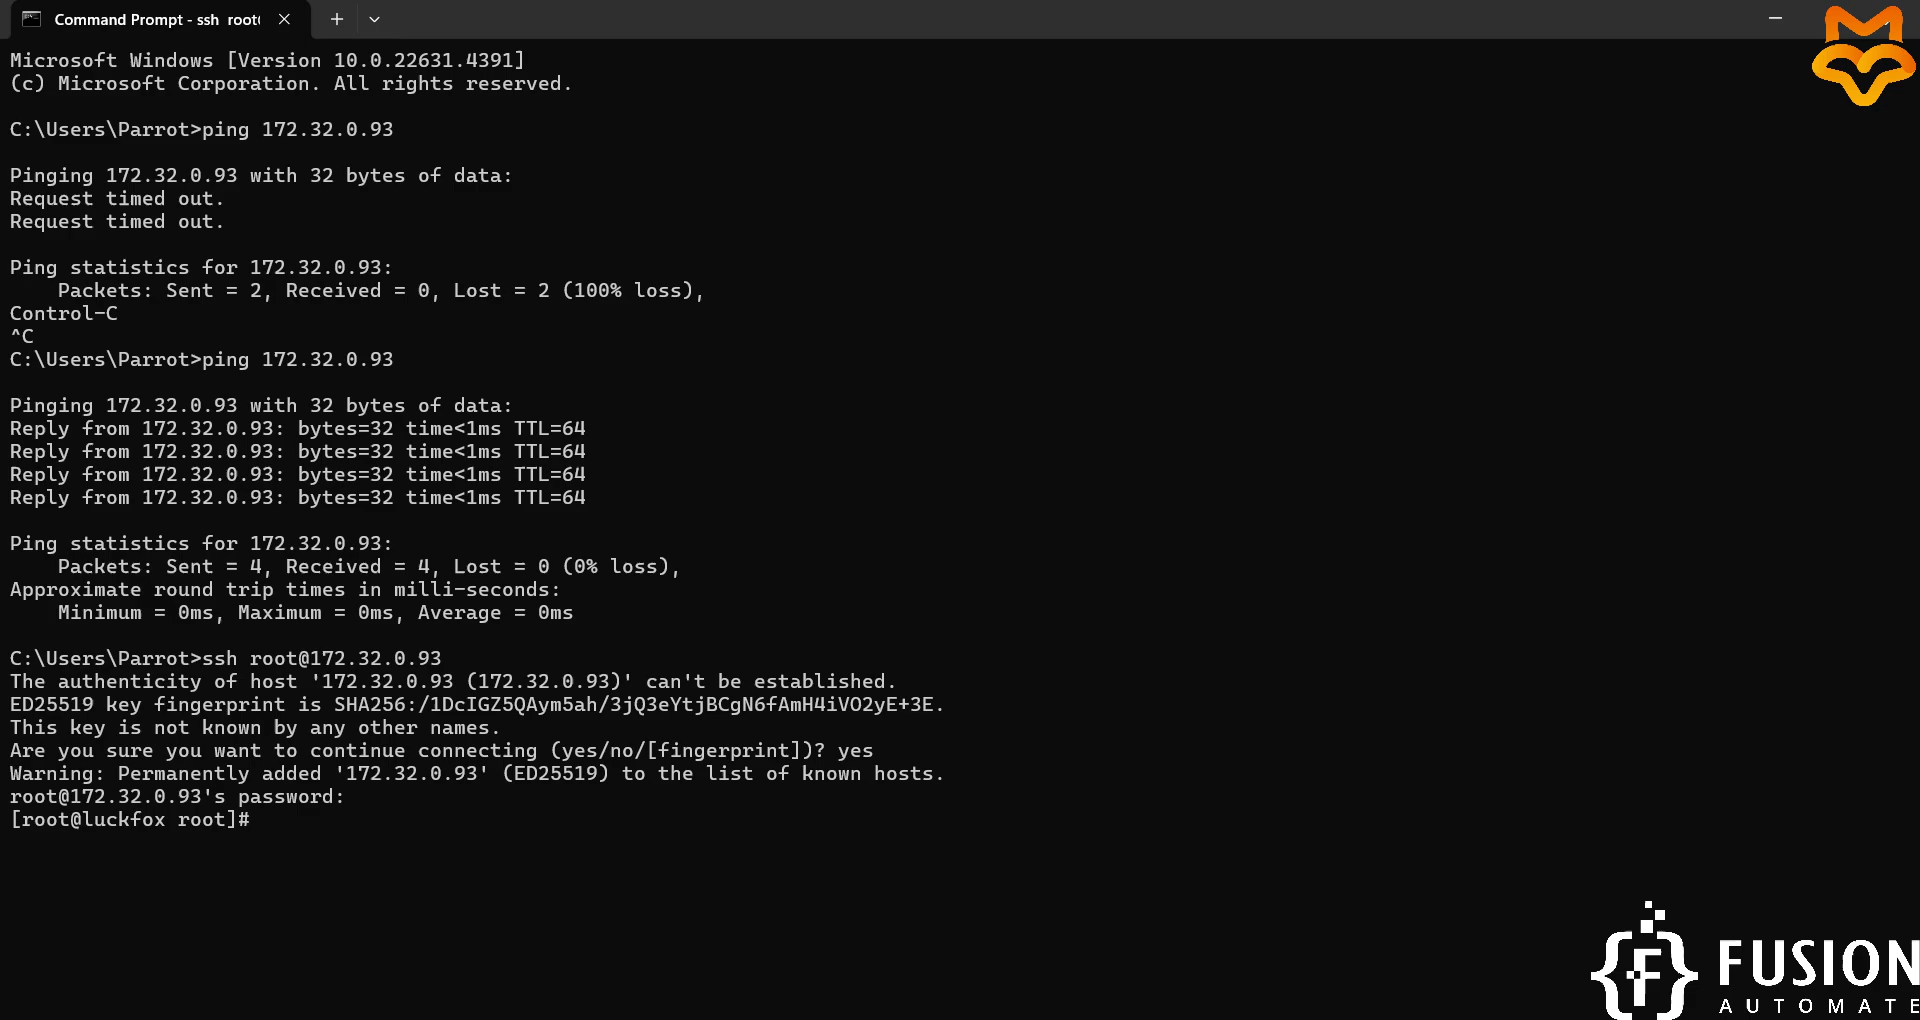 Command Prompt - ssh root
Microsoft Windows [Version 10.0.22631.4391]
(c) Microsoft Corporation. All rights reserved.
C:\Users\Parrot>ping 172.32.0.93
Pinging 172.32.0.93 with 32 bytes of data:
Request timed out.
Request timed out.
Ping statistics for 172.32.0.93:
    Packets: Sent = 2, Received = 0, Lost = 2 (100% loss),
Control-C
^C
C:\Users\Parrot>ping 172.32.0.93
Pinging 172.32.0.93 with 32 bytes of data:
Reply from 172.32.0.93: bytes=32 time<1ms TTL=64
Reply from 172.32.0.93: bytes=32 time<1ms TTL=64
Reply from 172.32.0.93: bytes=32 time<1ms TTL=64
Reply from 172.32.0.93: bytes=32 time<1ms TTL=64
Ping statistics for 172.32.0.93:
    Packets: Sent = 4, Received = 4, Lost = 0 (0% loss),
Approximate round trip times in milli-seconds:
    Minimum = 0ms, Maximum = 0ms, Average = 0ms
C:\Users\Parrot>ssh root@172.32.0.93
The authenticity of host '172.32.0.93 (172.32.0.93)' can't be established.
ED25519 key fingerprint is SHA256:/1DcIGZ5QAym5ah/3jQ3eYtjBCgN6fAmH4iVO2yE+3E.
This key is not known by any other names.
Are you sure you want to continue connecting (yes/no/[fingerprint])? yes
Warning: Permanently added '172.32.0.93' (ED25519) to the list of known hosts.
root@172.32.0.93's password:
[root@luckfox root]#
{F} FUSION
AUTOMATE